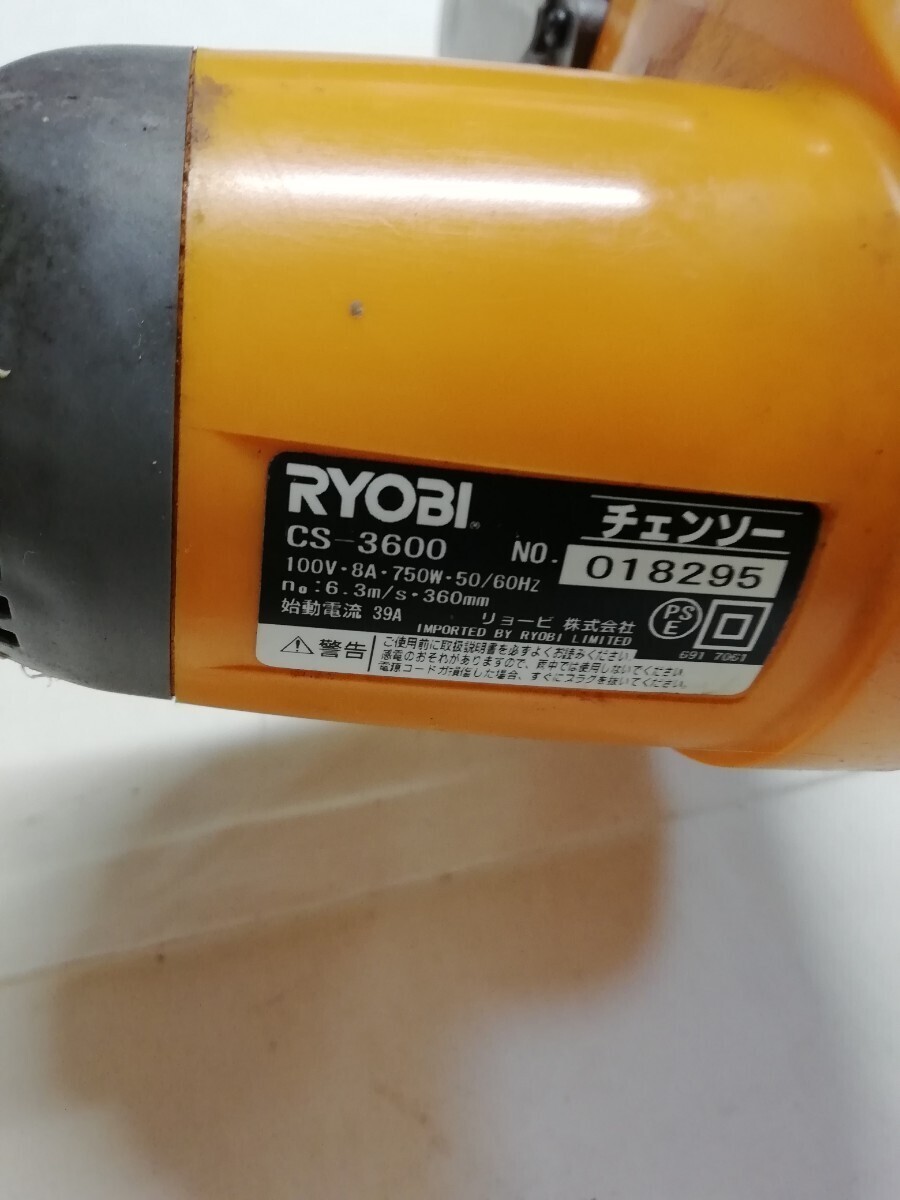 RYOBI®
チェンソー
CS-3600
NO. 018295
100V・8A・750W・50/60Hz
no:6.3m/s・360mm
始動電流 39A
リョービ 株式会社
IMPORTED BY RYOBI LIMITED
PS E
691 7061
⚠警告
ご使用前に取扱説明書を必ずよくお読みください。
感電のおそれがありますので、雨中では使用しないでください。
電源コードが損傷した場合、すぐにプラグを抜いてください。